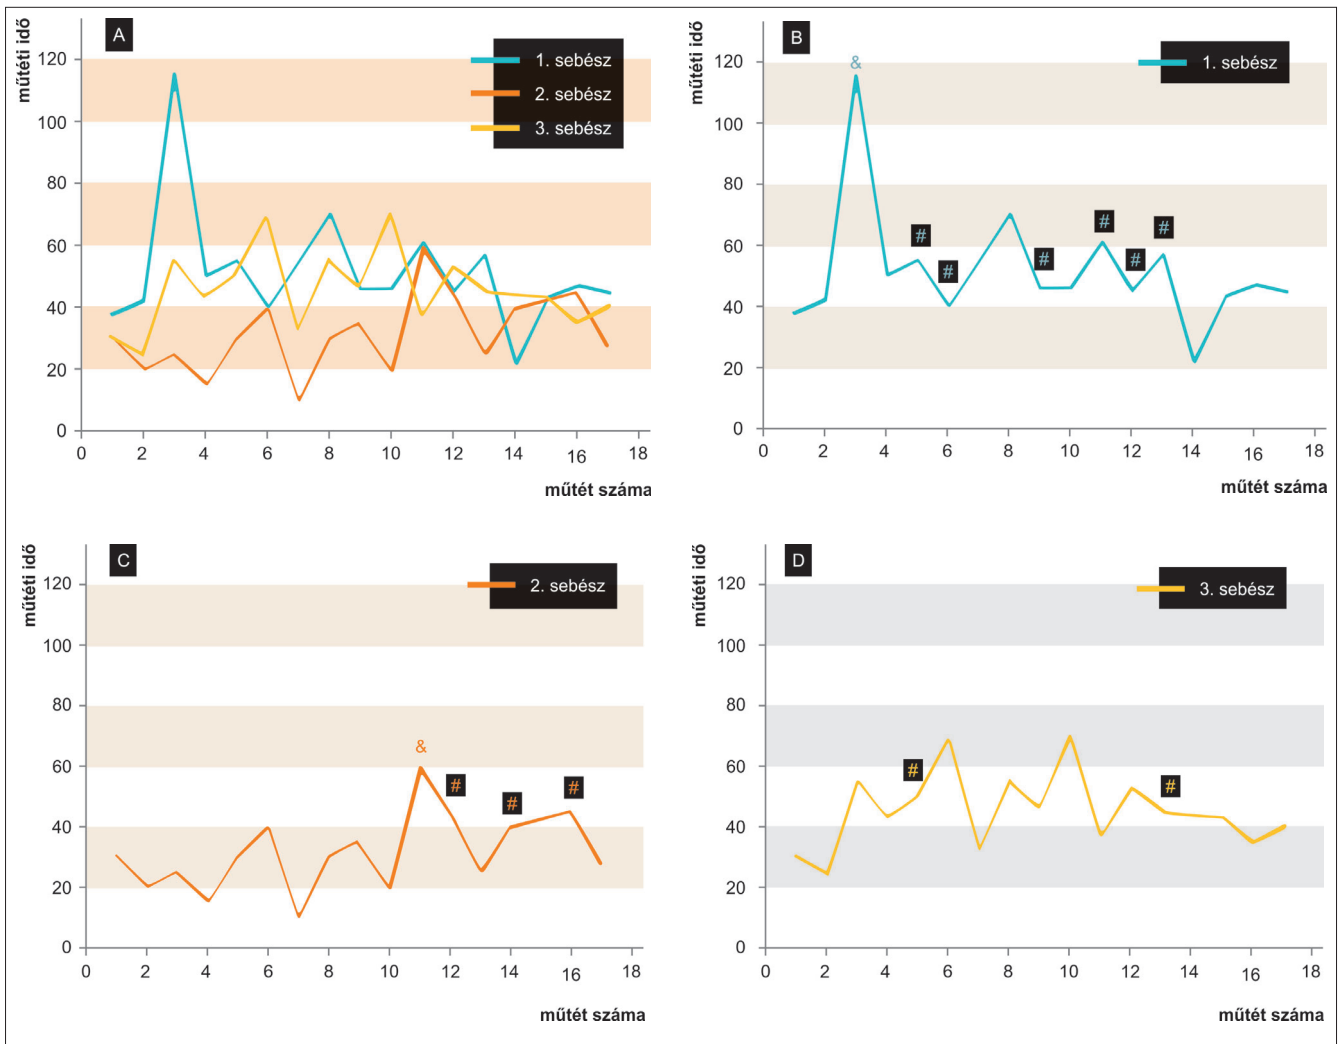 műtéti idő
A
1. sebész
2. sebész
3. sebész
120
100
80
60
40
20
0
0 2 4 6 8 10 12 14 16 18
műtét száma
műtéti idő
B
1. sebész
&
# # # # # #
120
100
80
60
40
20
0
0 2 4 6 8 10 12 14 16 18
műtét száma
műtéti idő
C
2. sebész
&
# # #
120
100
80
60
40
20
0
0 2 4 6 8 10 12 14 16 18
műtét száma
műtéti idő
D
3. sebész
# #
120
100
80
60
40
20
0
0 2 4 6 8 10 12 14 16 18
műtét száma